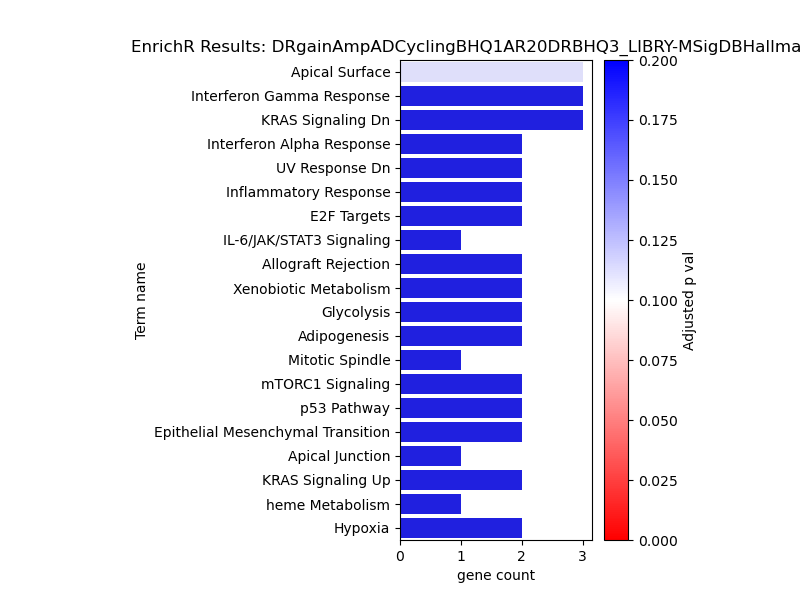 EnrichR Results: DRgainAmpADCyclingBHQ1AR20DRBHQ3_LIBRY-MSigDBHallma
Apical Surface
Interferon Gamma Response
KRAS Signaling Dn
Interferon Alpha Response
UV Response Dn
Inflammatory Response
E2F Targets
IL-6/JAK/STAT3 Signaling
Allograft Rejection
Xenobiotic Metabolism
Glycolysis
Adipogenesis
Mitotic Spindle
mTORC1 Signaling
p53 Pathway
Epithelial Mesenchymal Transition
Apical Junction
KRAS Signaling Up
heme Metabolism
Hypoxia
Term name
0 1 2 3
gene count
0.200
0.175
0.150
0.125
0.100
0.075
0.050
0.025
0.000
Adjusted p val